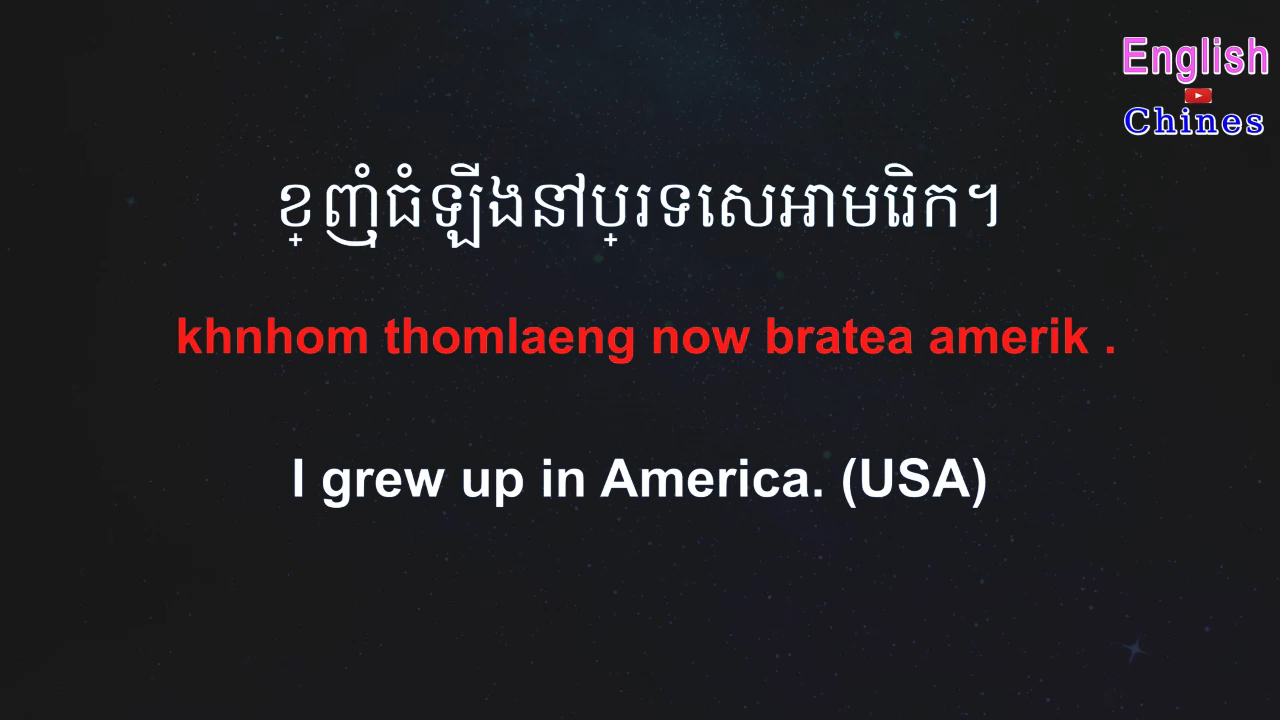 English
Chines
ខ្ញុំធំឡើងនៅប្រទេសអាមេរិក។
khnhom thomlaeng now bratea amerik .
I grew up in America. (USA)